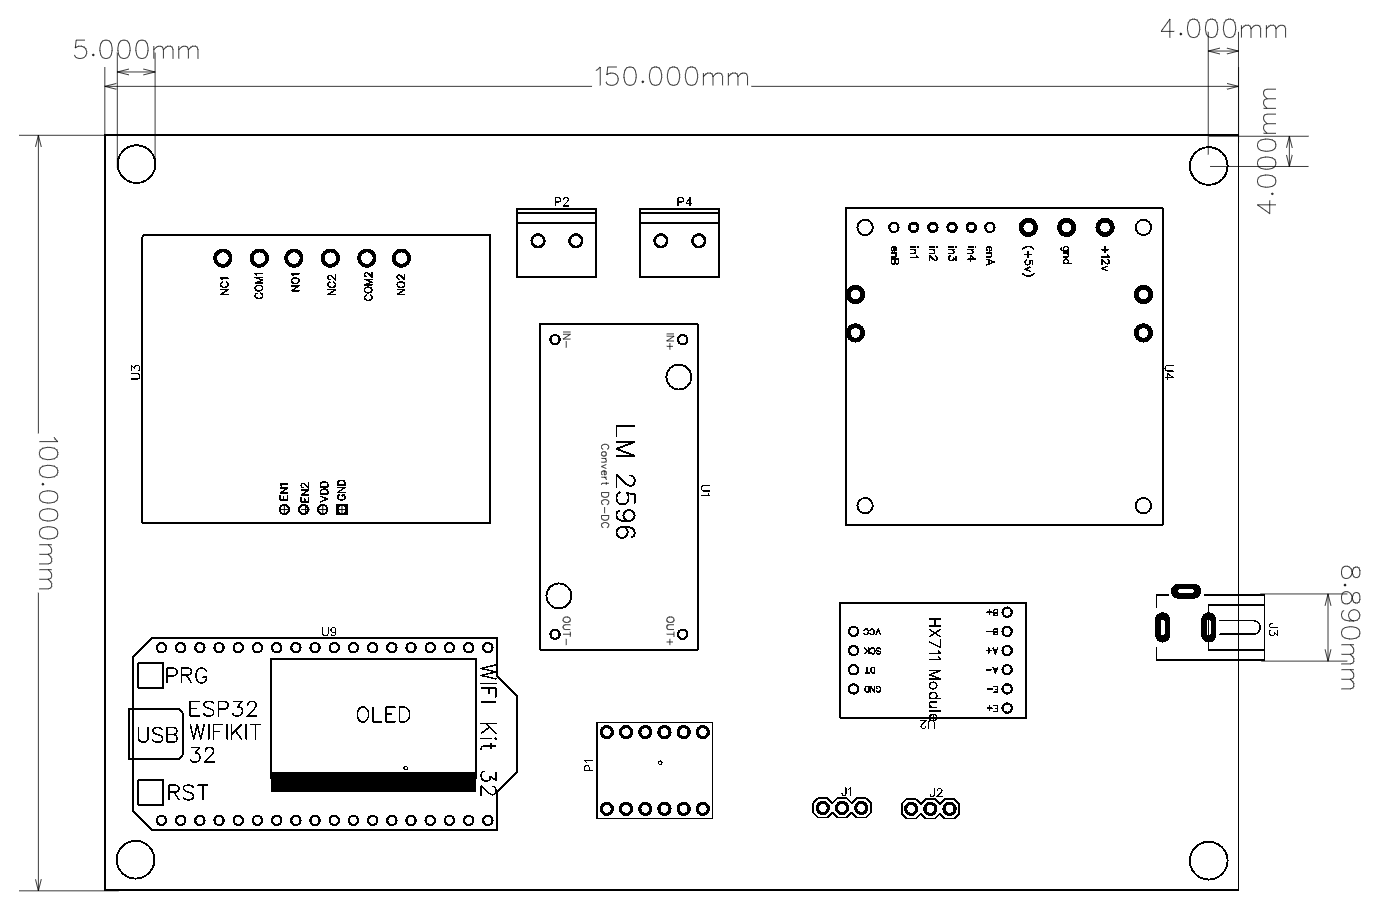 5.000mm
4.000mm
150.000mm
4.000mm
P2
P4
NC1
COM1
NO1
NC2
COM2
NO2
enB
in1
in2
in3
in4
enA
(+5v)
gnd
+12v
U3
IN-
IN+
U4
100.000mm
LM 2596
Convert DC-DC
U1
EN1
EN2
VDD
GND
8.890mm
J3
HX711 Module
U2
VCC
SCK
DT
GND
B+
B-
A+
A-
E-
E+
OUT-
OUT+
U9
PRG
ESP32
WIFIKIT
32
USB
RST
OLED
WIFI Kit 32
P1
J1
J2